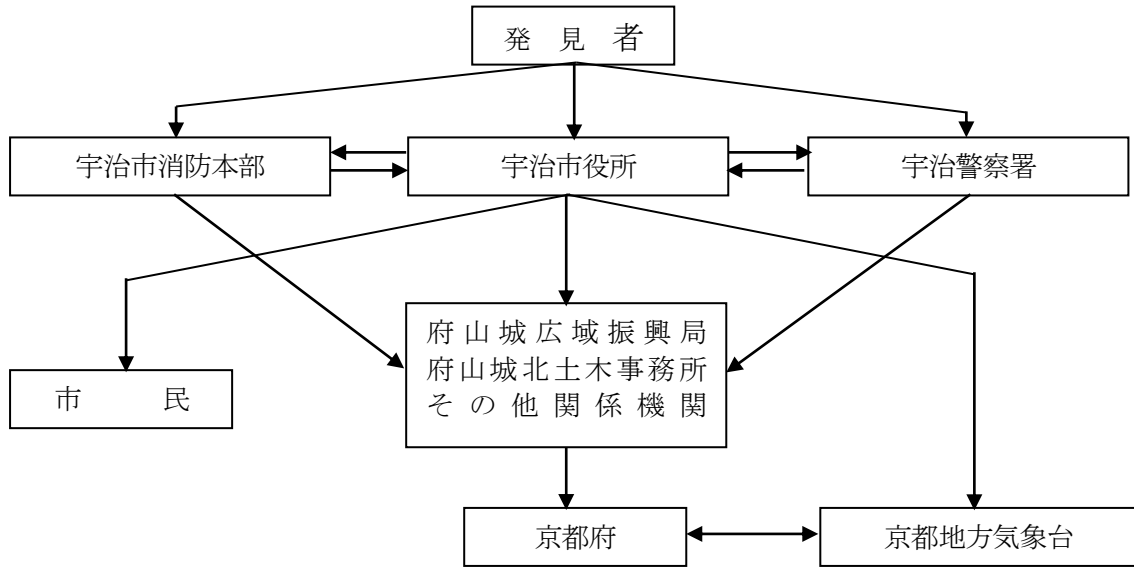 発見者
宇治市消防本部
宇治市役所
宇治警察署
府山城広域振興局
府山城北土木事務所
その他関係機関
市民
京都府
京都地方気象台